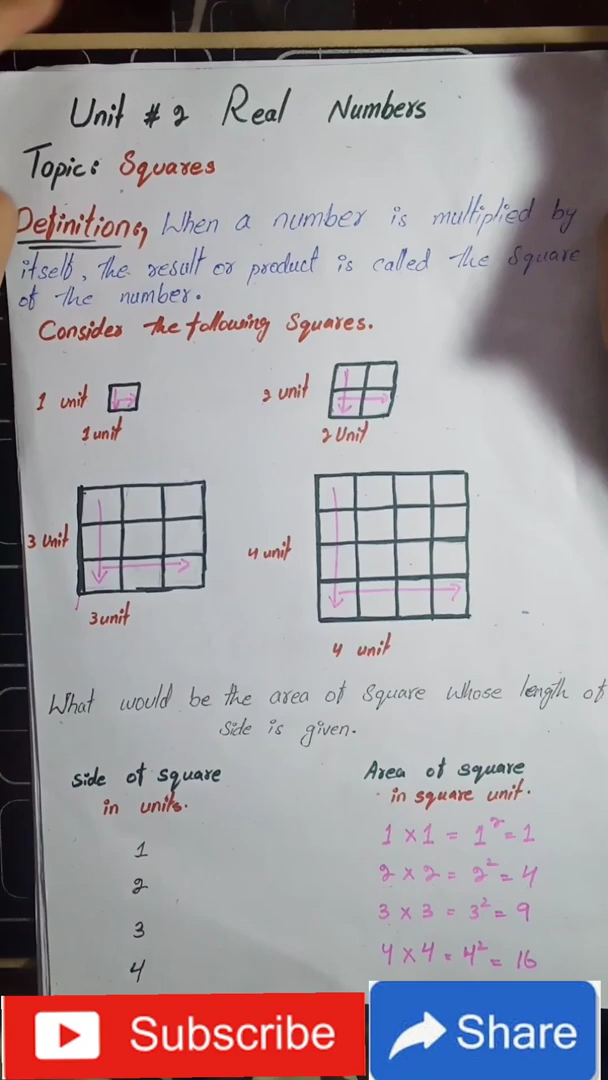 Unit # 2 Real Numbers
Topic: Squares
Definition, When a number is multiplied by
itself, the result or product is called the square
of the number.
Consider the following Squares.
1 unit
1 unit
2 unit
2 Unit
3 unit
3 unit
4 unit
4 unit
What would be the area of square whose length of
side is given.
Side of square
in units.
Area of square
in square unit.
1
1 × 1 = 1² = 1
2
2 × 2 = 2² = 4
3
3 × 3 = 3² = 9
4
4 × 4 = 4² = 16
Subscribe
Share